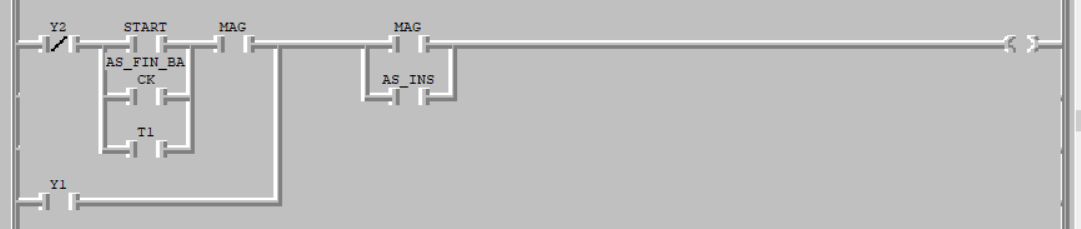 Y2 START MAG MAG
AS_FIN_BA
CK AS_INS
T1
Y1